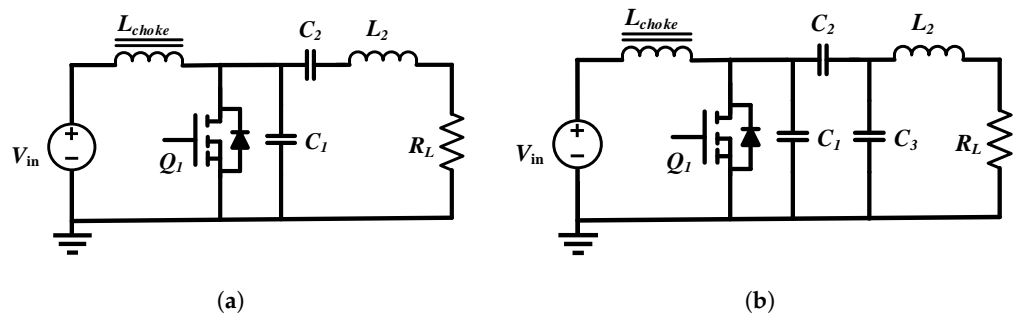 L_choke
C_2
L_2
V_in
+
−
Q_1
C_1
R_L
(a)
L_choke
C_2
L_2
V_in
+
−
Q_1
C_1
C_3
R_L
(b)